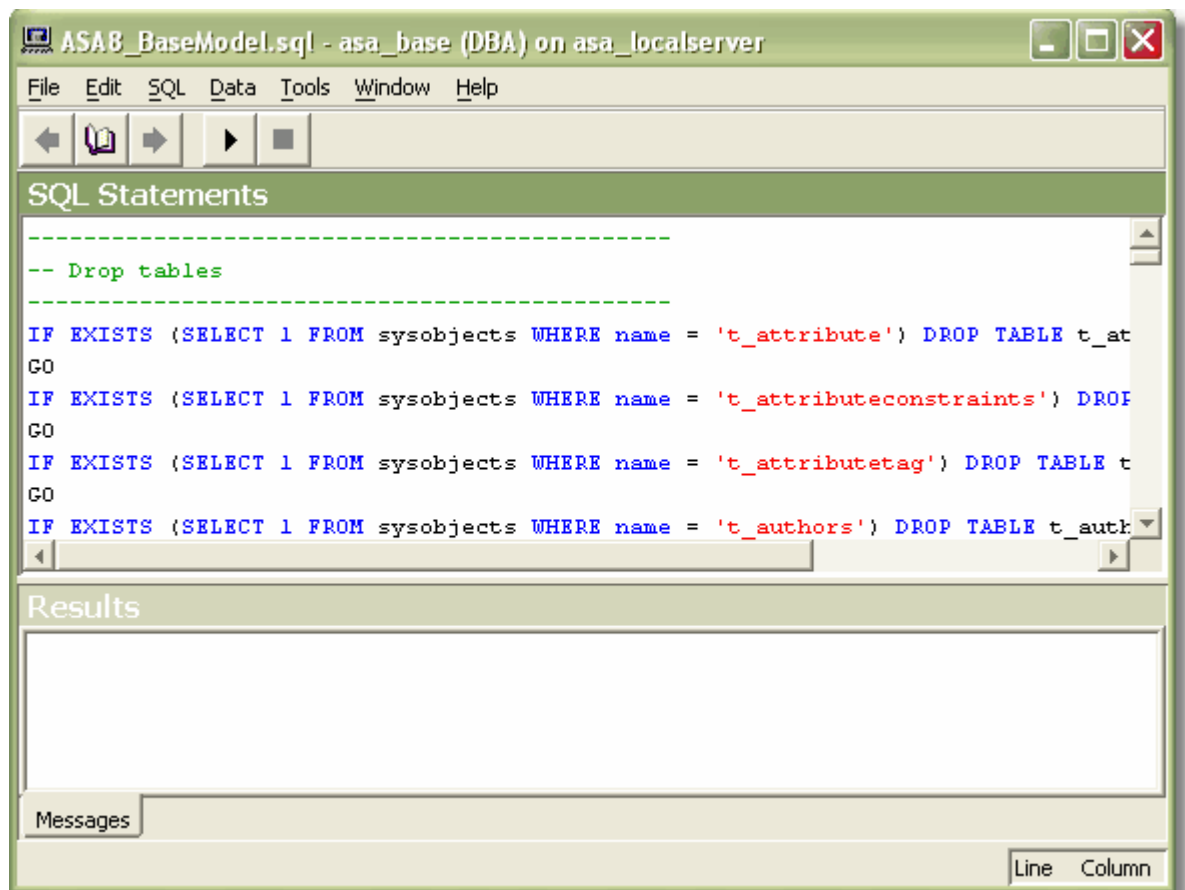 ASA8_BaseModel.sql - asa_base (DBA) on asa_localserver
File Edit SQL Data Tools Window Help
SQL Statements
----------------------------------------------
-- Drop tables
----------------------------------------------
IF EXISTS (SELECT 1 FROM sysobjects WHERE name = 't_attribute') DROP TABLE t_at
GO
IF EXISTS (SELECT 1 FROM sysobjects WHERE name = 't_attributeconstraints') DROP
GO
IF EXISTS (SELECT 1 FROM sysobjects WHERE name = 't_attributetag') DROP TABLE t
GO
IF EXISTS (SELECT 1 FROM sysobjects WHERE name = 't_authors') DROP TABLE t_auth
Results
Messages
Line Column